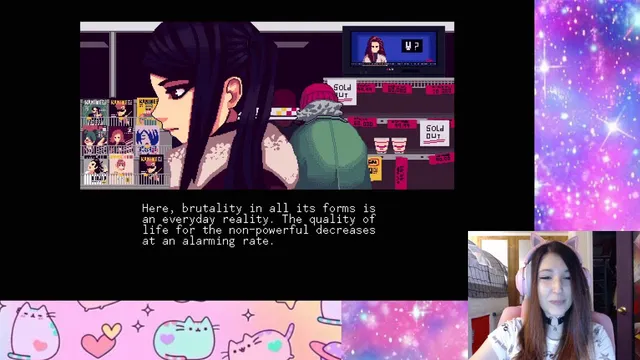 SOLD
OUT
SOLD
OUT
Here, brutality in all its forms is
an everyday reality. The quality of
life for the non-powerful decreases
at an alarming rate.